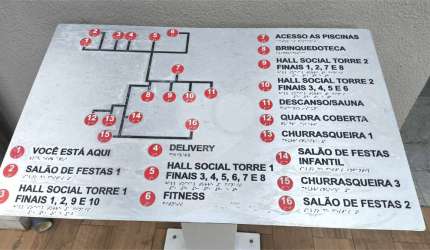 7 ACESSO AS PISCINAS
8 BRINQUEDOTECA
9 HALL SOCIAL TORRE 2
FINAIS 1, 2, 7 E 8
10 HALL SOCIAL TORRE 2
FINAIS 3, 4, 5 E 6
11 DESCANSO/SAUNA
12 QUADRA COBERTA
13 CHURRASQUEIRA 1
14 SALÃO DE FESTAS
INFANTIL
15 CHURRASQUEIRA 3
16 SALÃO DE FESTAS 2
1 VOCÊ ESTÁ AQUI
2 SALÃO DE FESTAS 1
3 HALL SOCIAL TORRE 1
FINAIS 1, 2, 9 E 10
4 DELIVERY
5 HALL SOCIAL TORRE 1
FINAIS 3, 4, 5, 6, 7 E 8
6 FITNESS